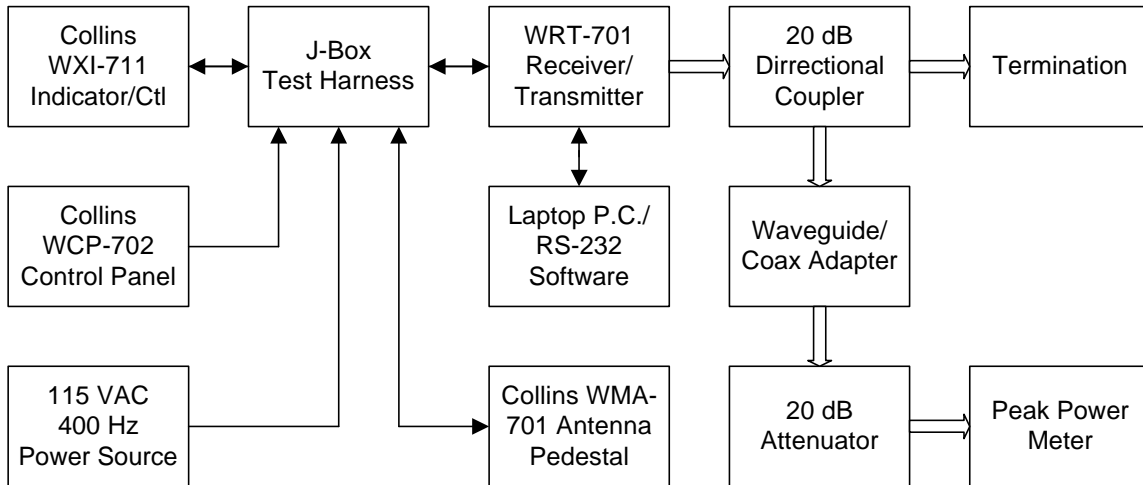 Collins
WXI-711
Indicator/Ctl
J-Box
Test Harness
WRT-701
Receiver/
Transmitter
20 dB
Dirrectional
Coupler
Termination
Collins
WCP-702
Control Panel
Laptop P.C./
RS-232
Software
Waveguide/
Coax Adapter
115 VAC
400 Hz
Power Source
Collins WMA-
701 Antenna
Pedestal
20 dB
Attenuator
Peak Power
Meter